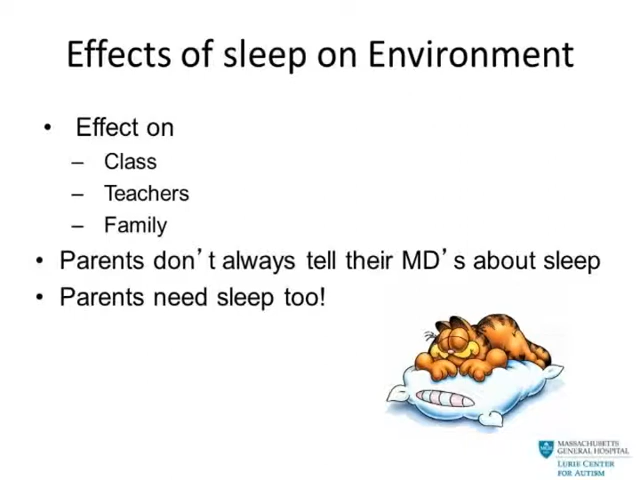 Effects of sleep on Environment
• Effect on
– Class
– Teachers
– Family
• Parents don’t always tell their MD’s about sleep
• Parents need sleep too!
MASSACHUSETTS
GENERAL HOSPITAL
LURIE CENTER
FOR AUTISM